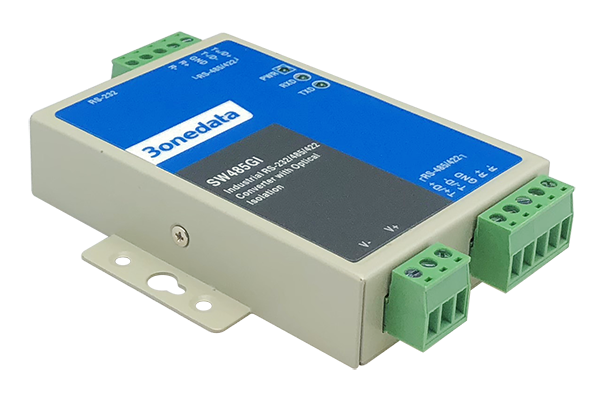 RS-232
R- R+ GND T- T+
RS-485/422
PWR
RXD
TXD
3onedata
SW485GI
Industrial RS-232/485/422
Converter with Optical
Isolation
V- V+
RS-485/422
GND R+ R-